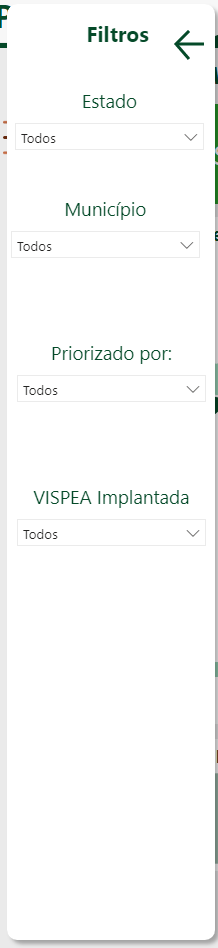 Filtros
Estado
Todos
Município
Todos
Priorizado por:
Todos
VISPEA Implantada
Todos